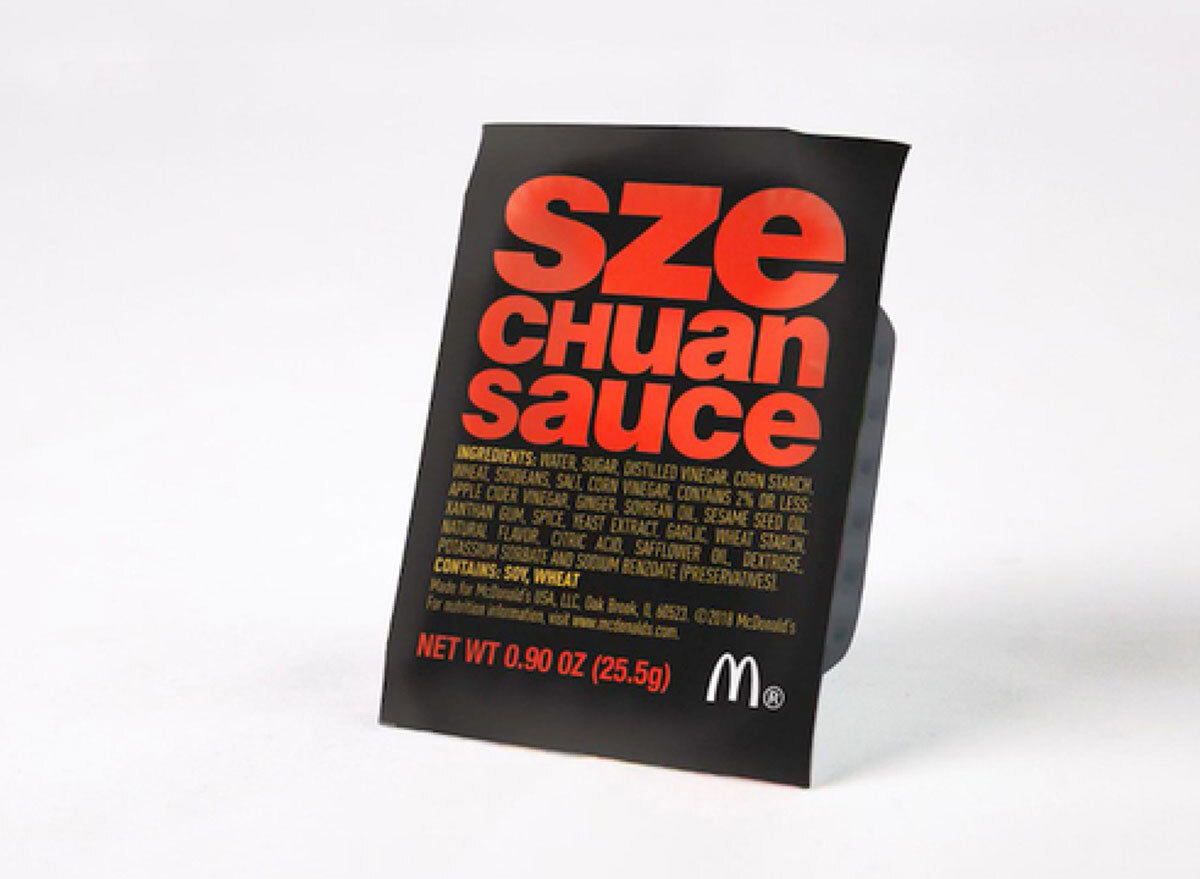 sze
CHuan
sauce
INGREDIENTS: WATER, SUGAR, DISTILLED VINEGAR, CORN STARCH,
WHEAT, SOYBEANS, SALT, CORN VINEGAR, CONTAINS 2% OR LESS:
APPLE CIDER VINEGAR, GINGER, SOYBEAN OIL, SESAME SEED OIL,
XANTHAN GUM, SPICE, YEAST EXTRACT, GARLIC, WHEAT STARCH,
NATURAL FLAVOR, CITRIC ACID, SAFFLOWER OIL, DEXTROSE,
POTASSIUM SORBATE AND SODIUM BENZOATE (PRESERVATIVES).
CONTAINS: SOY, WHEAT
Made for McDonald's USA, LLC, Oak Brook, IL 60523. ©2018 McDonald's
For nutrition information, visit www.mcdonalds.com.
NET WT 0.90 OZ (25.5g)
M®